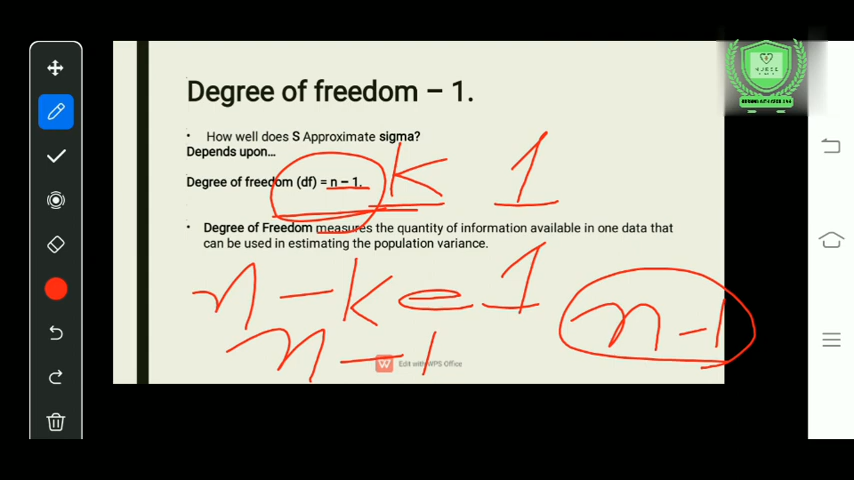 Degree of freedom – 1.
• How well does S Approximate sigma?
Depends upon...
Degree of freedom (df) = n – 1.
k 1
• Degree of Freedom measures the quantity of information available in one data that
can be used in estimating the population variance.
n – k = 1
n – 1
n – 1
Edit with WPS Office